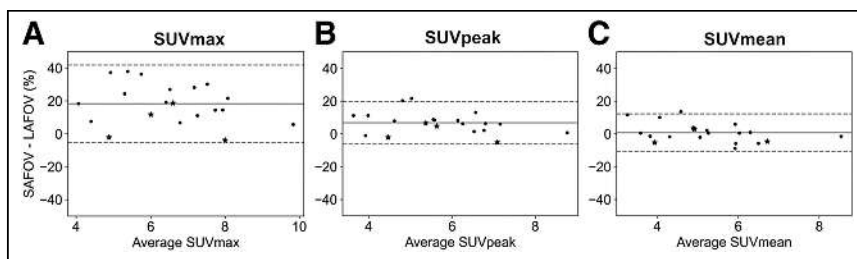 A SUVmax
B SUVpeak
C SUVmean
SAFOV - LAFOV (%)
40
20
0
−20
−40
4 6 8 10
Average SUVmax
40
20
0
−20
−40
4 6 8
Average SUVpeak
40
20
0
−20
−40
4 6 8
Average SUVmean